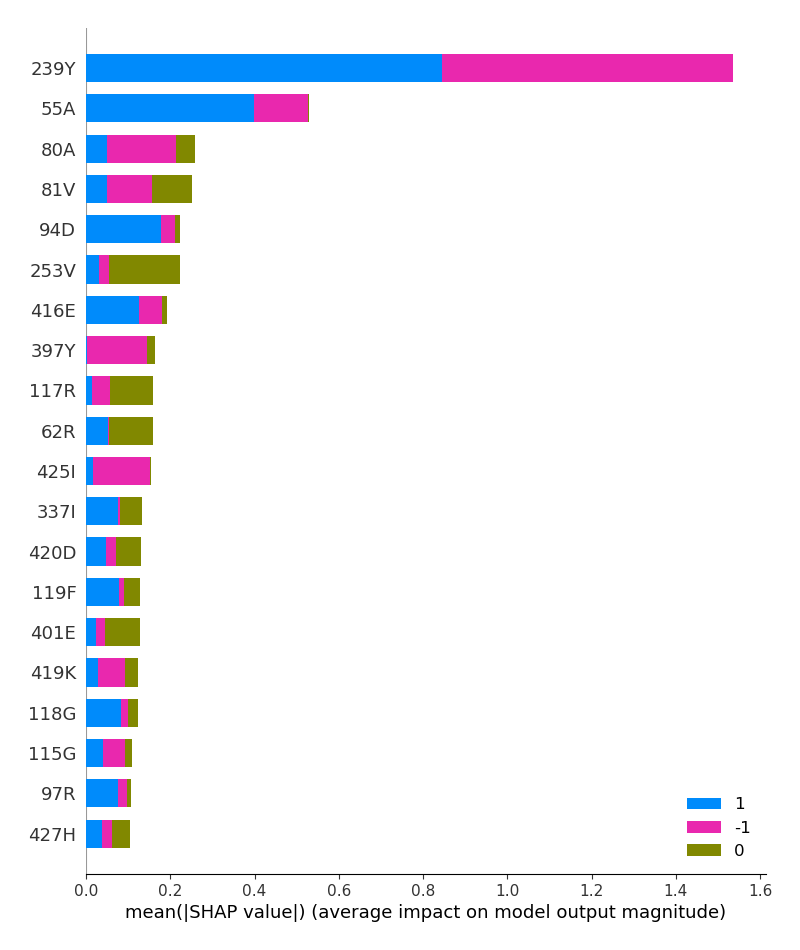 239Y
55A
80A
81V
94D
253V
416E
397Y
117R
62R
425I
337I
420D
119F
401E
419K
118G
115G
97R
427H
1
-1
0
0.0 0.2 0.4 0.6 0.8 1.0 1.2 1.4 1.6
mean(|SHAP value|) (average impact on model output magnitude)